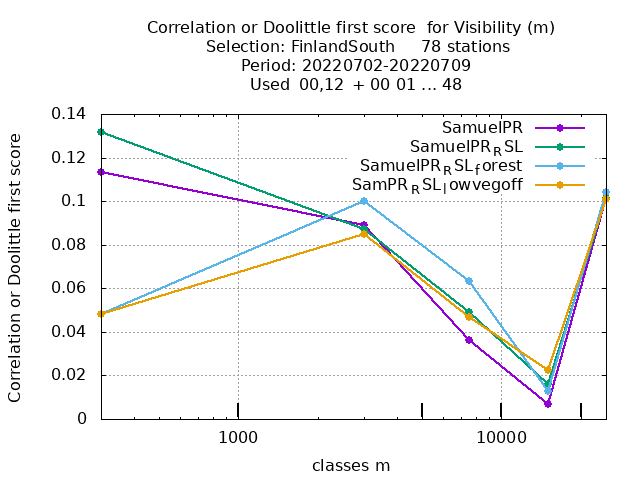 Correlation or Doolittle first score for Visibility (m)
Selection: FinlandSouth 78 stations
Period: 20220702-20220709
Used 00,12 + 00 01 ... 48
Correlation or Doolittle first score
0.14
0.12
0.1
0.08
0.06
0.04
0.02
0
SamuelPR
SamuelPR_RSL
SamuelPR_RSL_forest
SamPR_RSL_lowvegoff
1000 10000
classes m